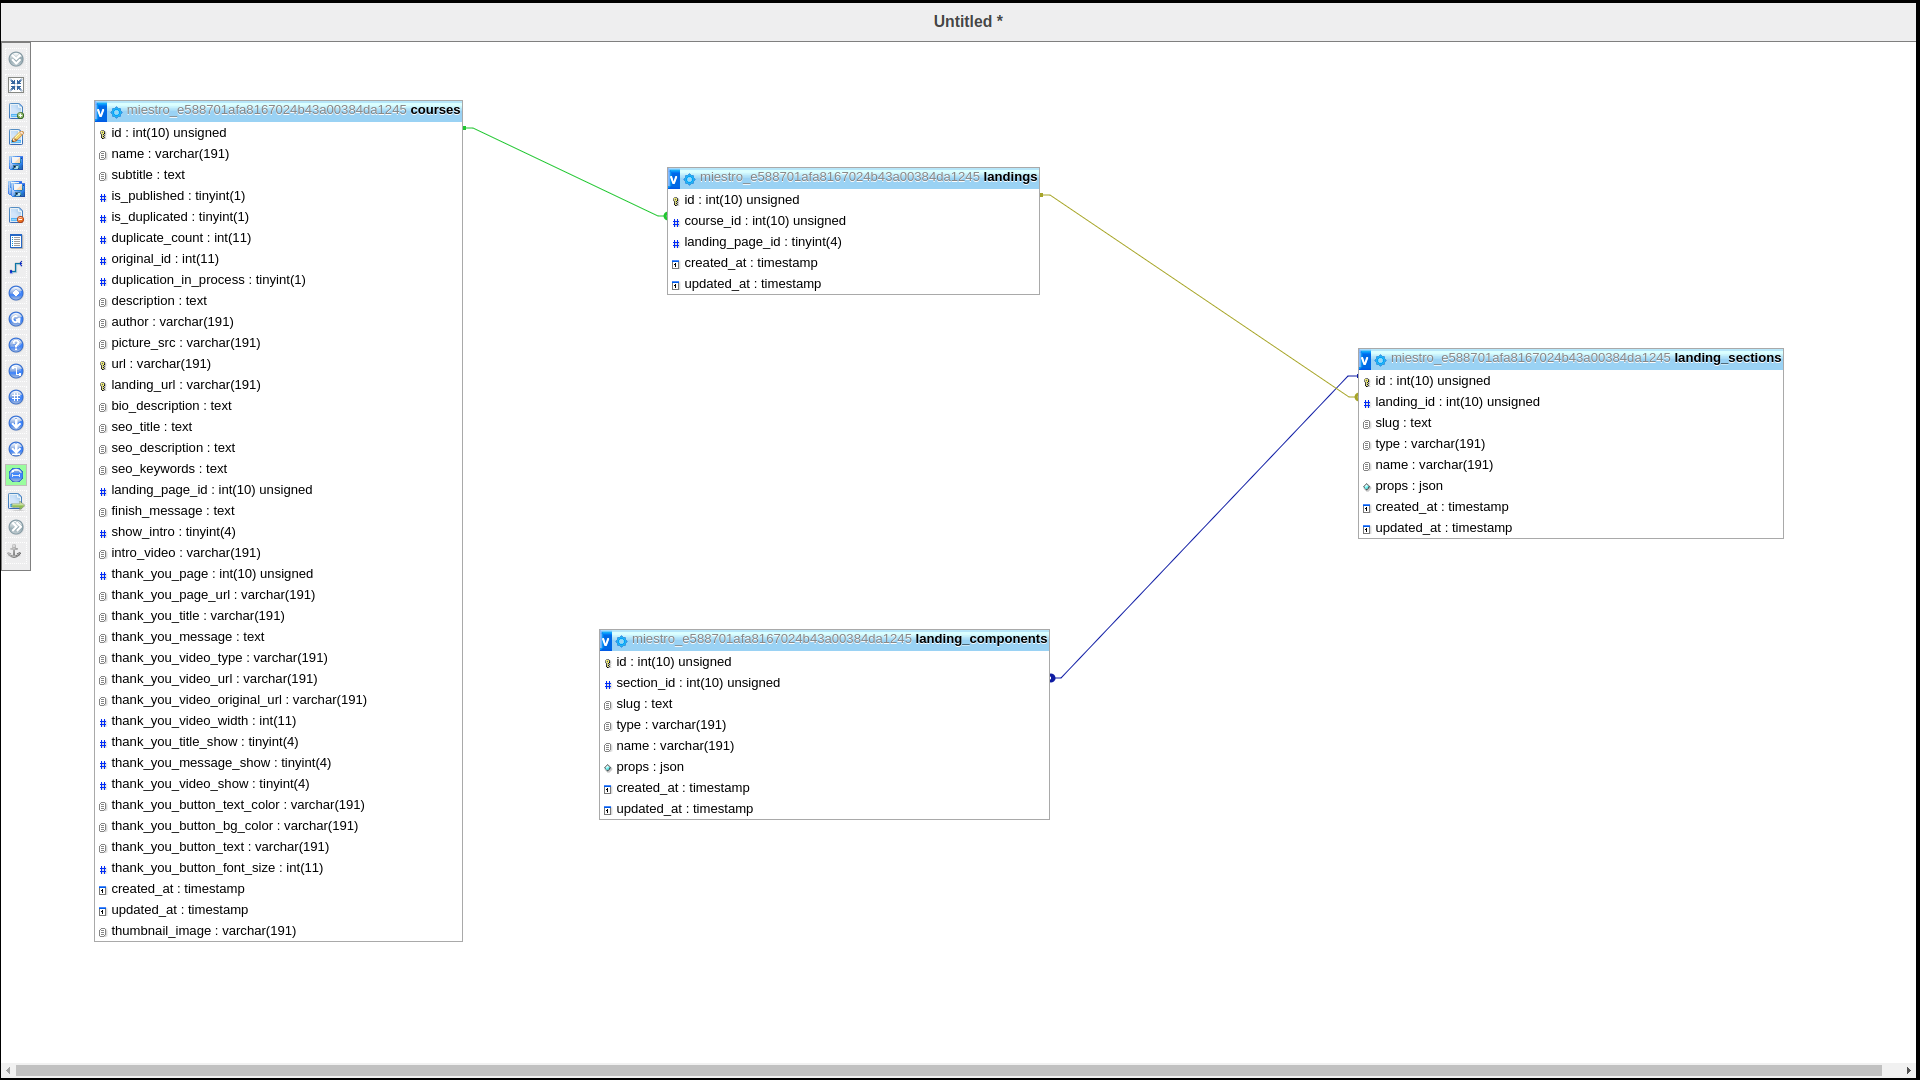 Untitled *
miestro_e588701afa8167024b43a00384da1245 courses
id : int(10) unsigned
name : varchar(191)
subtitle : text
is_published : tinyint(1)
is_duplicated : tinyint(1)
duplicate_count : int(11)
original_id : int(11)
duplication_in_process : tinyint(1)
description : text
author : varchar(191)
picture_src : varchar(191)
url : varchar(191)
landing_url : varchar(191)
bio_description : text
seo_title : text
seo_description : text
seo_keywords : text
landing_page_id : int(10) unsigned
finish_message : text
show_intro : tinyint(4)
intro_video : varchar(191)
thank_you_page : int(10) unsigned
thank_you_page_url : varchar(191)
thank_you_title : varchar(191)
thank_you_message : text
thank_you_video_type : varchar(191)
thank_you_video_url : varchar(191)
thank_you_video_original_url : varchar(191)
thank_you_video_width : int(11)
thank_you_title_show : tinyint(4)
thank_you_message_show : tinyint(4)
thank_you_video_show : tinyint(4)
thank_you_button_text_color : varchar(191)
thank_you_button_bg_color : varchar(191)
thank_you_button_text : varchar(191)
thank_you_button_font_size : int(11)
created_at : timestamp
updated_at : timestamp
thumbnail_image : varchar(191)
miestro_e588701afa8167024b43a00384da1245 landings
id : int(10) unsigned
course_id : int(10) unsigned
landing_page_id : tinyint(4)
created_at : timestamp
updated_at : timestamp
miestro_e588701afa8167024b43a00384da1245 landing_sections
id : int(10) unsigned
landing_id : int(10) unsigned
slug : text
type : varchar(191)
name : varchar(191)
props : json
created_at : timestamp
updated_at : timestamp
miestro_e588701afa8167024b43a00384da1245 landing_components
id : int(10) unsigned
section_id : int(10) unsigned
slug : text
type : varchar(191)
name : varchar(191)
props : json
created_at : timestamp
updated_at : timestamp